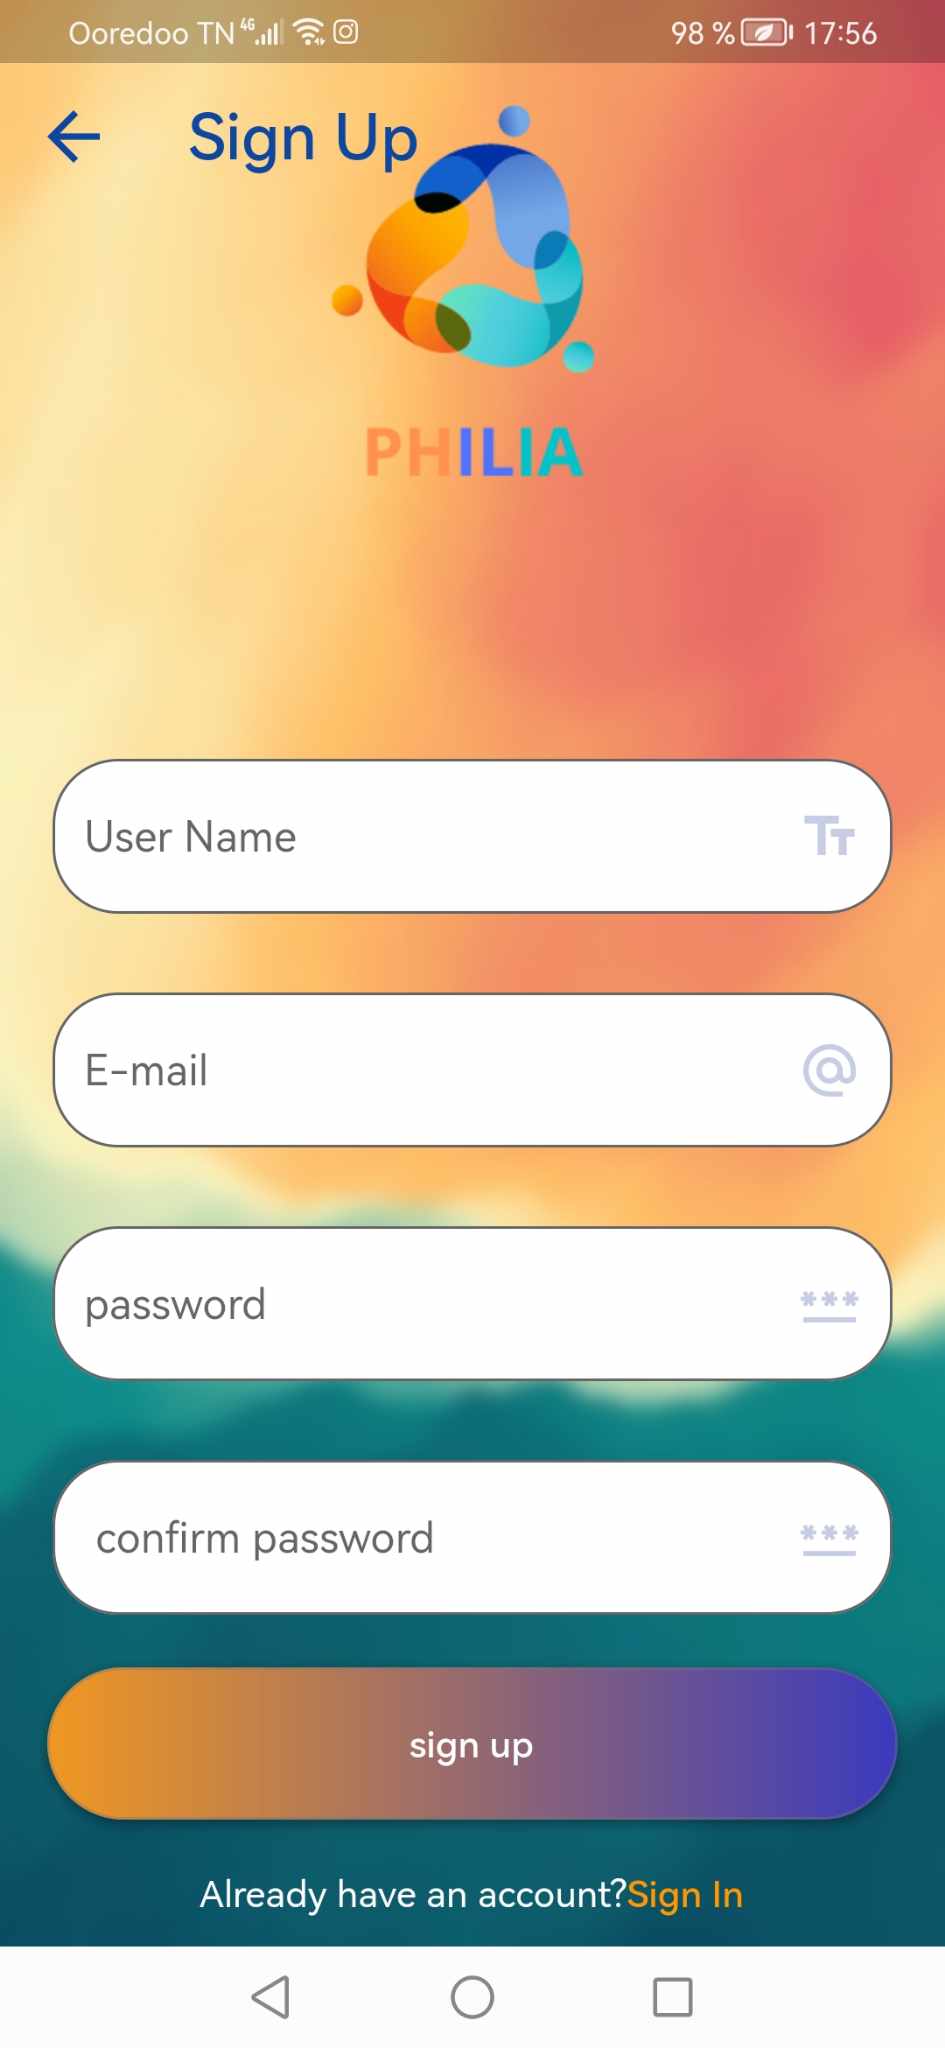 Ooredoo TN 4G 98 % 17:56
Sign Up
PHILIA
User Name
E-mail
password
confirm password
sign up
Already have an account?Sign In